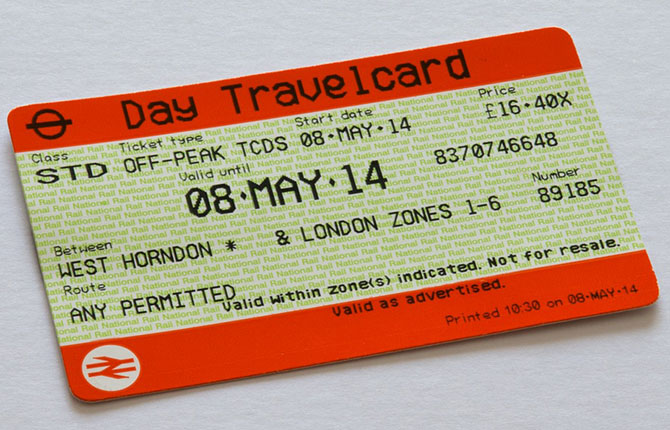 Day Travelcard
Class Ticket type Start date Price
STD OFF-PEAK TCDS 08·MAY·14 £16·40X
Valid until
08·MAY·14 8370746648
Between Number
WEST HORNDON * & LONDON ZONES 1-6 89185
Route
ANY PERMITTED Valid within zone(s) indicated. Not for resale.
Valid as advertised.
Printed 10:30 on 08·MAY·14